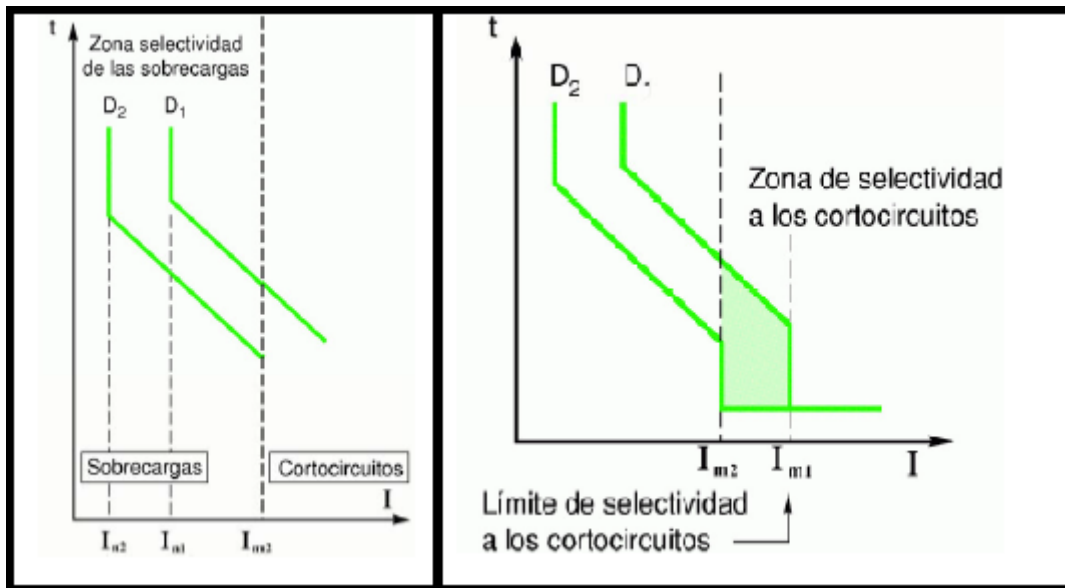 t
Zona selectividad
de las sobrecargas
D2 D1
Sobrecargas
Cortocircuitos
I
In2 In1 Im2
t
D2 D.
Zona de selectividad
a los cortocircuitos
Im2 Im1 I
Límite de selectividad
a los cortocircuitos